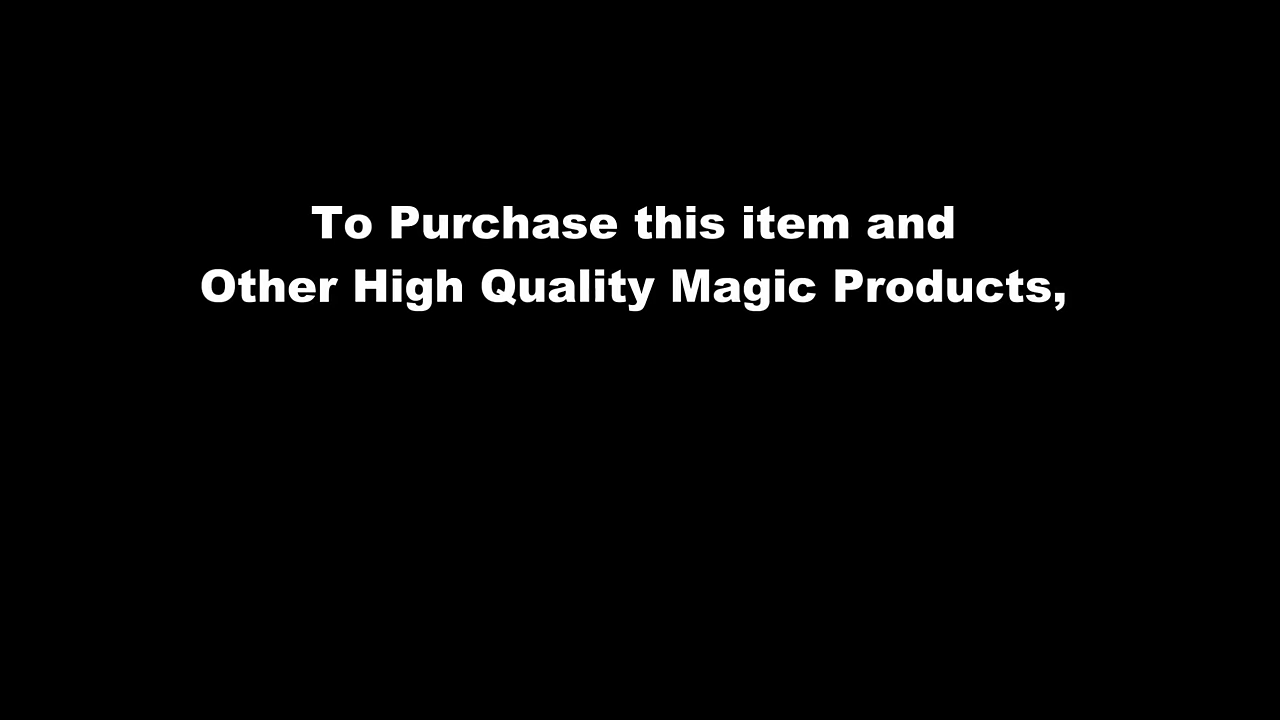 To Purchase this item and
Other High Quality Magic Products,